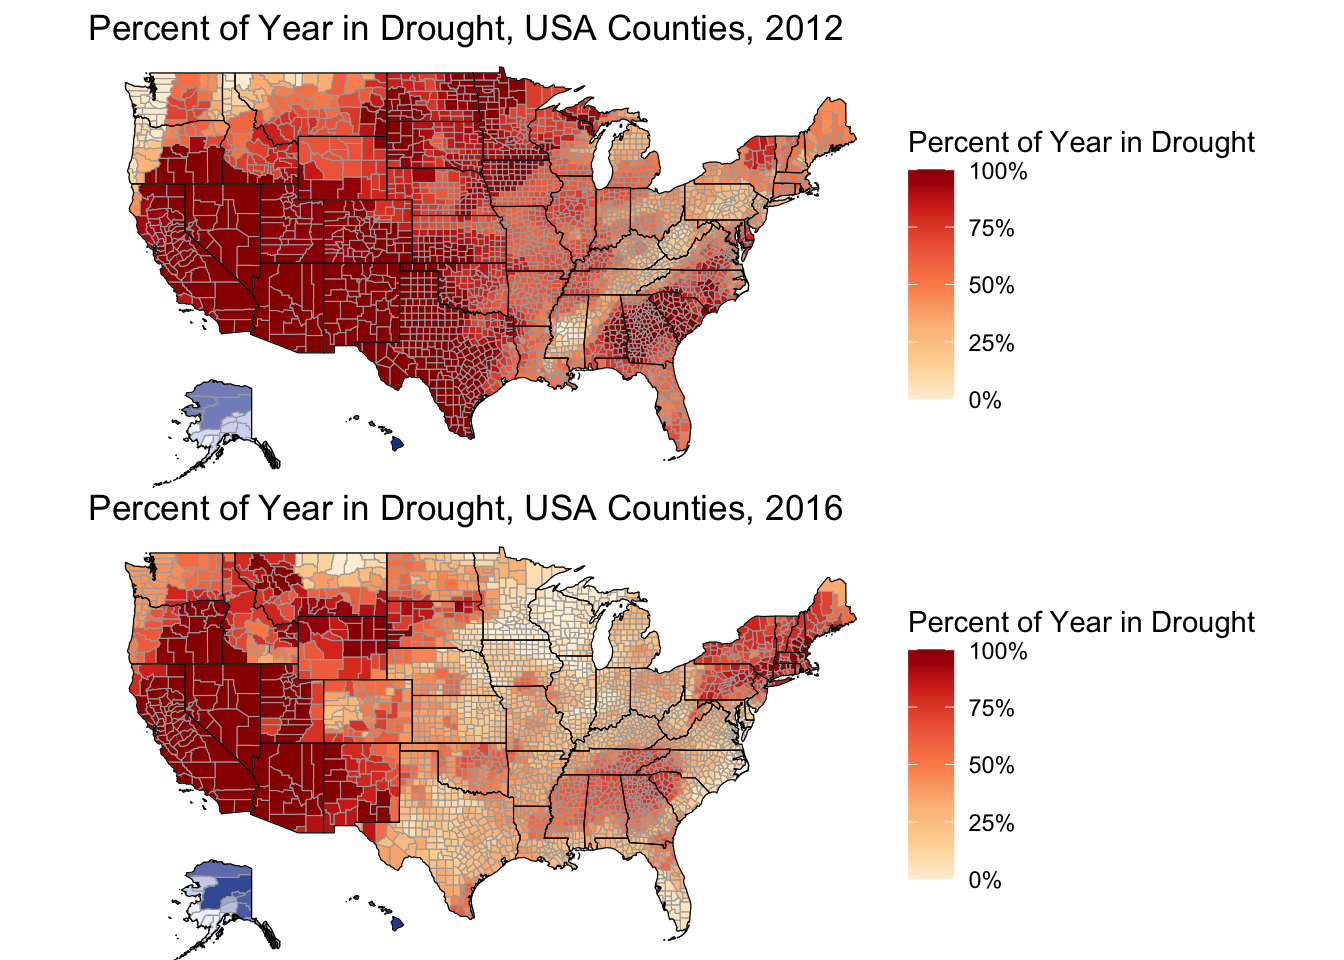 Percent of Year in Drought, USA Counties, 2012
Percent of Year in Drought
100%
75%
50%
25%
0%
Percent of Year in Drought, USA Counties, 2016
Percent of Year in Drought
100%
75%
50%
25%
0%